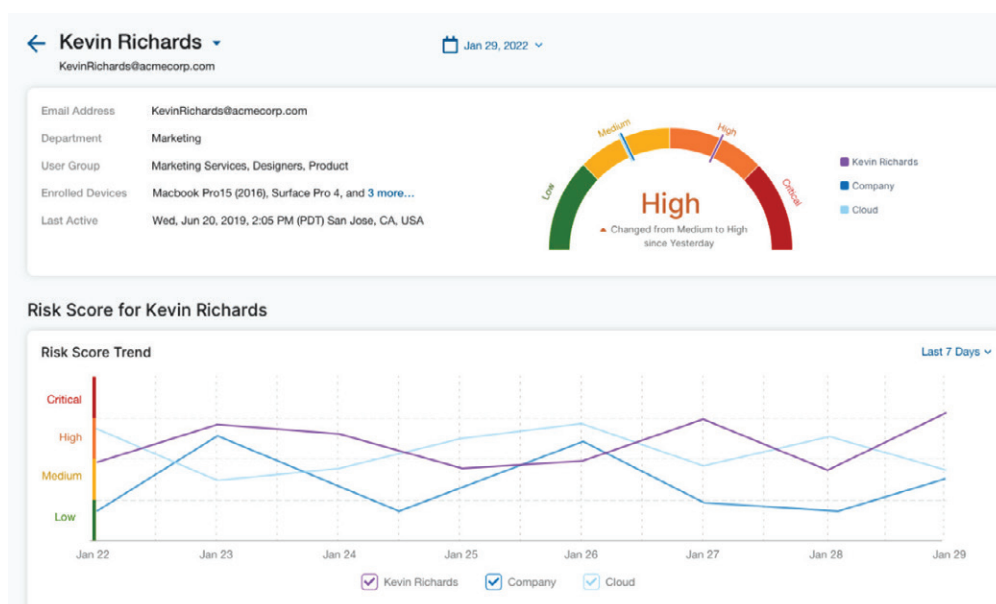 Kevin Richards
Jan 29, 2022
KevinRichards@acmecorp.com
Email Address KevinRichards@acmecorp.com
Department Marketing
User Group Marketing Services, Designers, Product
Enrolled Devices Macbook Pro15 (2016), Surface Pro 4, and 3 more...
Last Active Wed, Jun 20, 2019, 2:05 PM (PDT) San Jose, CA, USA
Low
Medium
High
Critical
High
Changed from Medium to High
since Yesterday
Kevin Richards
Company
Cloud
Risk Score for Kevin Richards
Risk Score Trend
Last 7 Days
Critical
High
Medium
Low
Jan 22 Jan 23 Jan 24 Jan 25 Jan 26 Jan 27 Jan 28 Jan 29
Kevin Richards Company Cloud